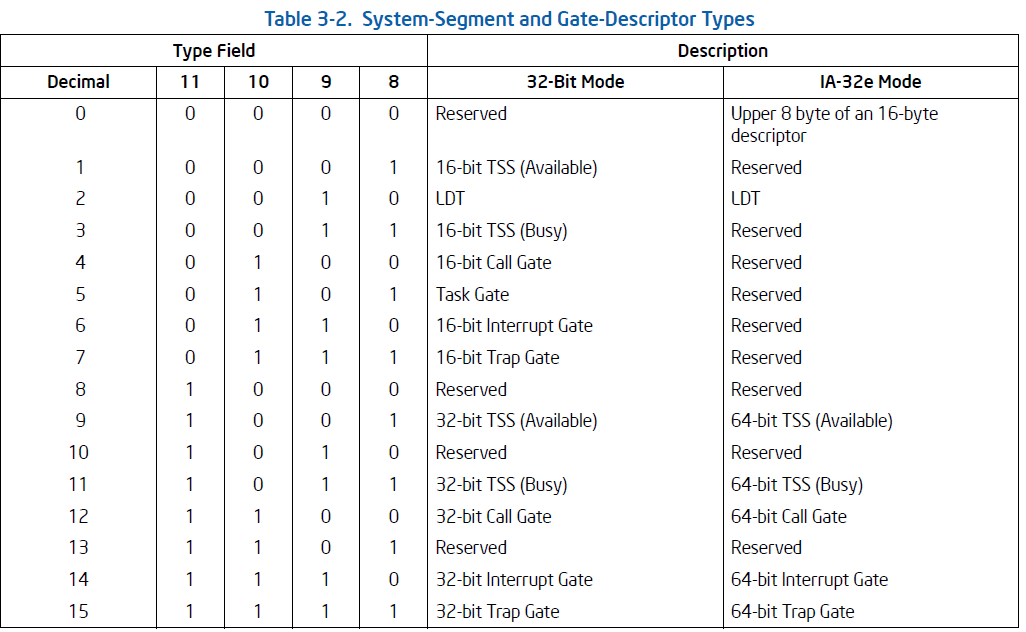 Table 3-2. System-Segment and Gate-Descriptor Types
Type Field Description
Decimal 11 10 9 8 32-Bit Mode IA-32e Mode
0 0 0 0 0 Reserved Upper 8 byte of an 16-byte
descriptor
1 0 0 0 1 16-bit TSS (Available) Reserved
2 0 0 1 0 LDT LDT
3 0 0 1 1 16-bit TSS (Busy) Reserved
4 0 1 0 0 16-bit Call Gate Reserved
5 0 1 0 1 Task Gate Reserved
6 0 1 1 0 16-bit Interrupt Gate Reserved
7 0 1 1 1 16-bit Trap Gate Reserved
8 1 0 0 0 Reserved Reserved
9 1 0 0 1 32-bit TSS (Available) 64-bit TSS (Available)
10 1 0 1 0 Reserved Reserved
11 1 0 1 1 32-bit TSS (Busy) 64-bit TSS (Busy)
12 1 1 0 0 32-bit Call Gate 64-bit Call Gate
13 1 1 0 1 Reserved Reserved
14 1 1 1 0 32-bit Interrupt Gate 64-bit Interrupt Gate
15 1 1 1 1 32-bit Trap Gate 64-bit Trap Gate